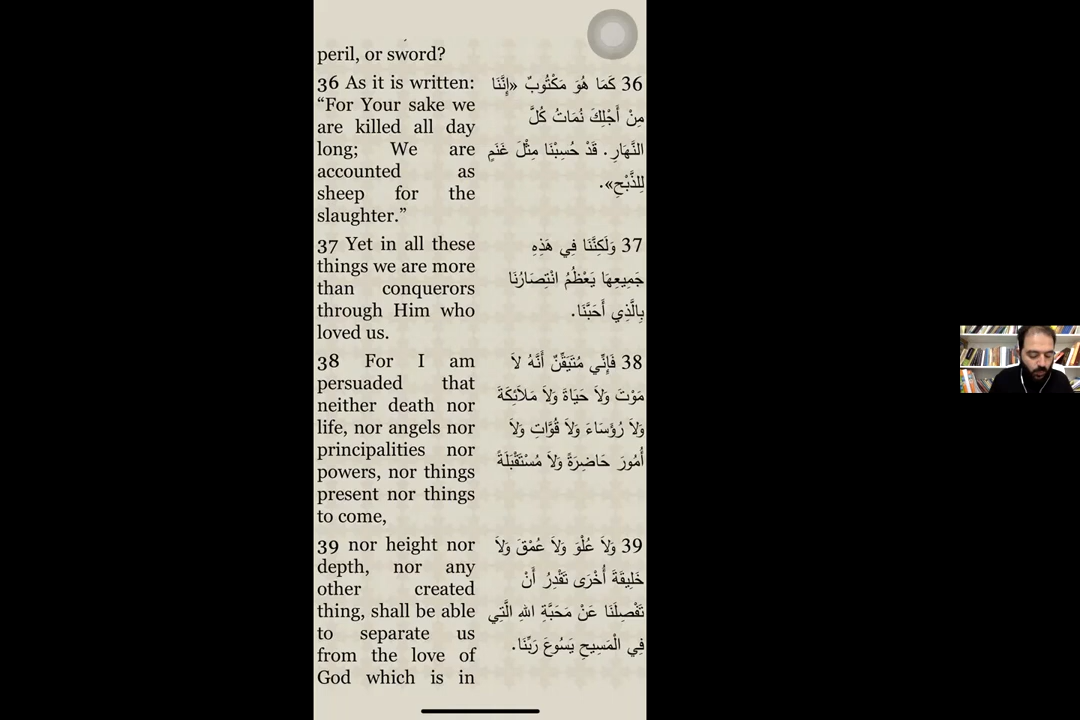 peril, or sword?
36 As it is written:
“For Your sake we
are killed all day
long; We are
accounted as
sheep for the
slaughter.”
36 كَمَا هُوَ مَكْتُوبٌ «إِنَّنَا
مِنْ أَجْلِكَ نُمَاتُ كُلَّ
النَّهَارِ. قَدْ حُسِبْنَا مِثْلَ غَنَمٍ
لِلذَّبْحِ».
37 Yet in all these
things we are more
than conquerors
through Him who
loved us.
37 وَلَكِنَّنَا فِي هَذِهِ
جَمِيعِهَا يَعْظُمُ انْتِصَارُنَا
بِالَّذِي أَحَبَّنَا.
38 For I am
persuaded that
neither death nor
life, nor angels nor
principalities nor
powers, nor things
present nor things
to come,
38 فَإِنِّي مُتَيَقِّنٌ أَنَّهُ لاَ
مَوْتَ وَلاَ حَيَاةَ وَلاَ مَلاَئِكَةَ
وَلاَ رُؤَسَاءَ وَلاَ قُوَّاتِ وَلاَ
أُمُورَ حَاضِرَةً وَلاَ مُسْتَقْبَلَةً
39 nor height nor
depth, nor any
other created
thing, shall be able
to separate us
from the love of
God which is in
39 وَلاَ عُلْوَ وَلاَ عُمْقَ وَلاَ
خَلِيقَةَ أُخْرَى تَقْدِرُ أَنْ
تَفْصِلَنَا عَنْ مَحَبَّةِ اللهِ الَّتِي
فِي الْمَسِيحِ يَسُوعَ رَبِّنَا.